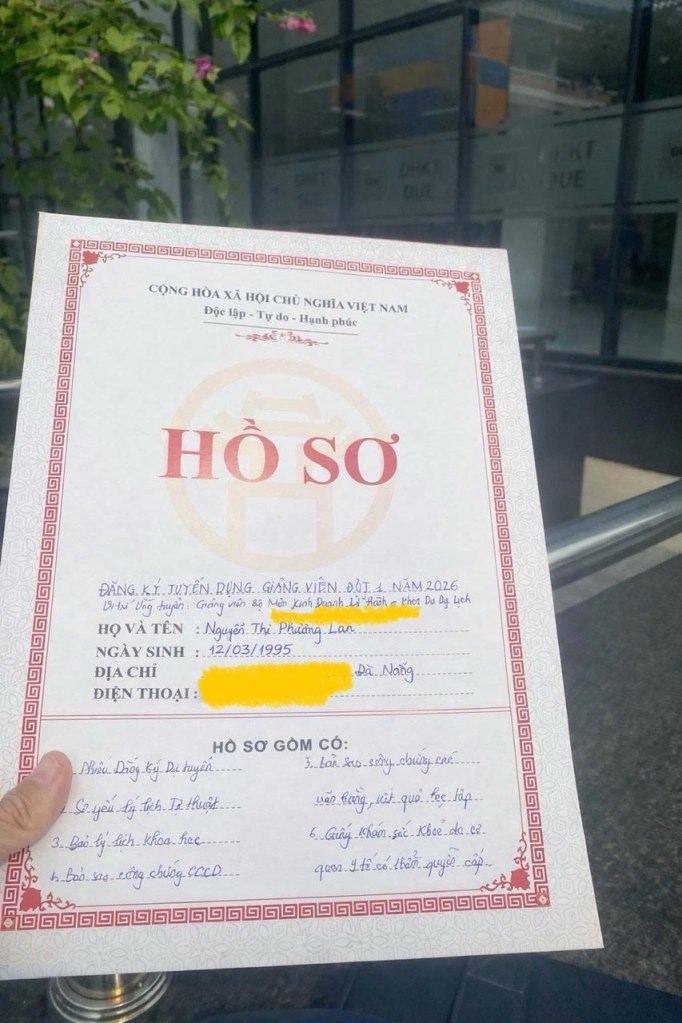 ĐHKT
DUE
ĐHKT
DUE
CỘNG HÒA XÃ HỘI CHỦ NGHĨA VIỆT NAM
Độc lập - Tự do - Hạnh phúc
HỒ SƠ
ĐĂNG KÝ TUYỂN DỤNG GIẢNG VIÊN ĐỢT 1 NĂM 2026
Vị trí ứng tuyển: Giảng viên Bộ Môn Kinh Doanh Lữ Hành - Khoa Du Lịch
HỌ VÀ TÊN : Nguyễn Thị Phương Lan
NGÀY SINH : 12/03/1995
ĐỊA CHỈ Đà Nẵng
ĐIỆN THOẠI :
HỒ SƠ GỒM CÓ:
Phiếu Đăng Ký Dự tuyển
Sơ yếu lý lịch Tự thuật
3. Bản lý lịch khoa học
4. Bản sao công chứng CCCD
5. Bản sao công chứng các
văn bằng, kết quả học tập
6. Giấy khám sức khoẻ do cơ
quan y tế có thẩm quyền cấp